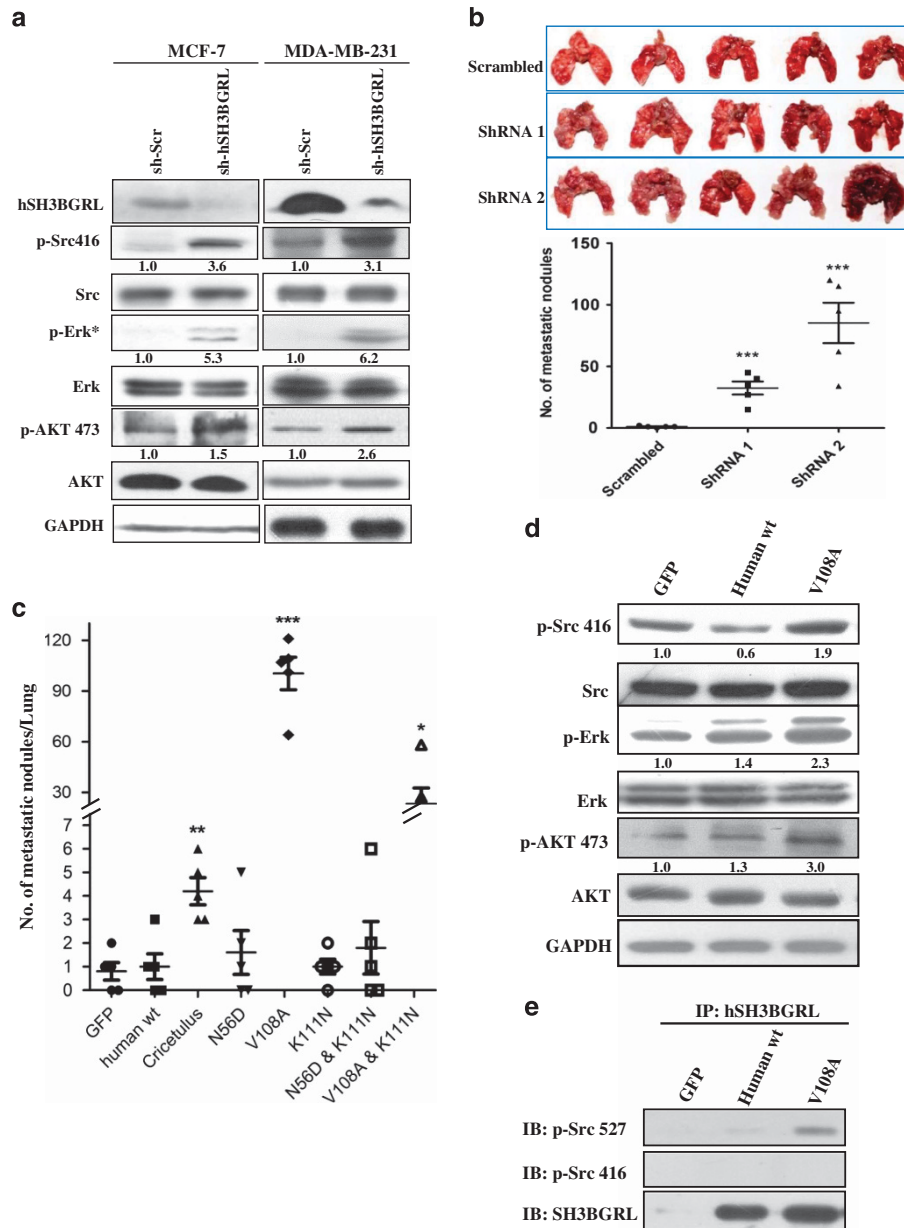 a
MCF-7 MDA-MB-231
sh-Scr sh-hSH3BGRL sh-Scr sh-hSH3BGRL
hSH3BGRL
p-Src416
1.0 3.6 1.0 3.1
Src
p-Erk*
1.0 5.3 1.0 6.2
Erk
p-AKT 473
1.0 1.5 1.0 2.6
AKT
GAPDH
b
Scrambled
ShRNA 1
ShRNA 2
No. of metastatic nodules
150
100
50
0
***
***
Scrambled ShRNA 1 ShRNA 2
c
No. of metastatic nodules/Lung
120
90
60
30
7
6
5
4
3
2
1
0
**
***
*
GFP human wt Cricetulus N56D V108A K111N N56D & K111N V108A & K111N
d
GFP Human wt V108A
p-Src 416
1.0 0.6 1.9
Src
p-Erk
1.0 1.4 2.3
Erk
p-AKT 473
1.0 1.3 3.0
AKT
GAPDH
e
IP: hSH3BGRL
GFP Human wt V108A
IB: p-Src 527
IB: p-Src 416
IB: SH3BGRL